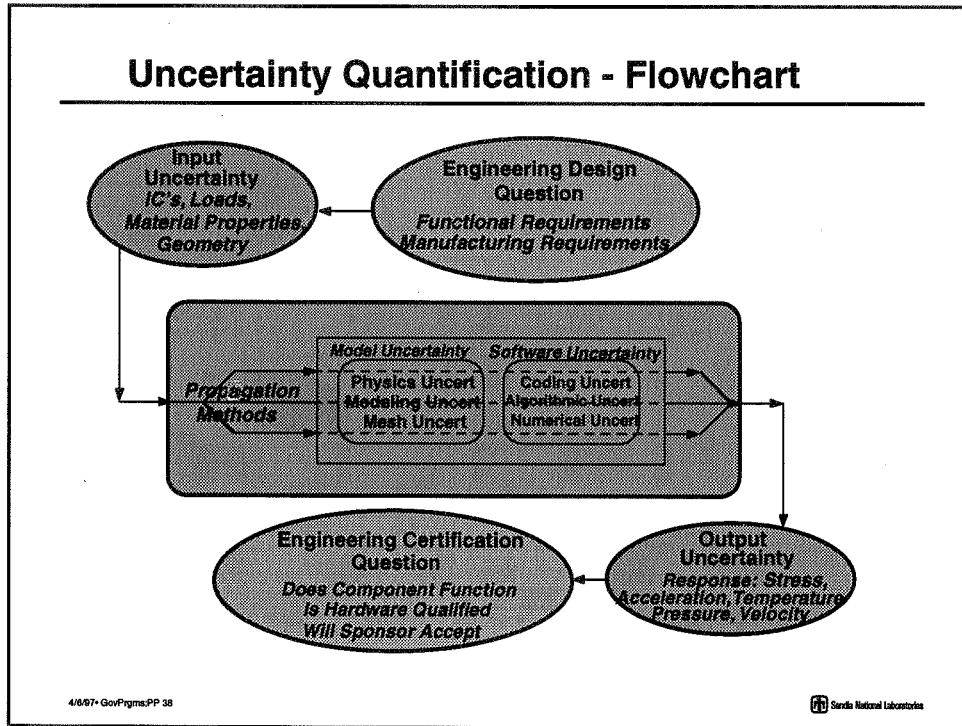 Uncertainty Quantification - Flowchart
Input
Uncertainty
IC's, Loads,
Material Properties,
Geometry
Engineering Design
Question
Functional Requirements
Manufacturing Requirements
Model Uncertainty
Software Uncertainty
Propagation
Methods
Physics Uncert
Modeling Uncert
Mesh Uncert
Coding Uncert
Algorithmic Uncert
Numerical Uncert
Engineering Certification
Question
Does Component Function
Is Hardware Qualified
Will Sponsor Accept
Output
Uncertainty
Response: Stress,
Acceleration, Temperature
Pressure, Velocity
4/6/97• GovPrgms;PP 38
Sandia National Laboratories